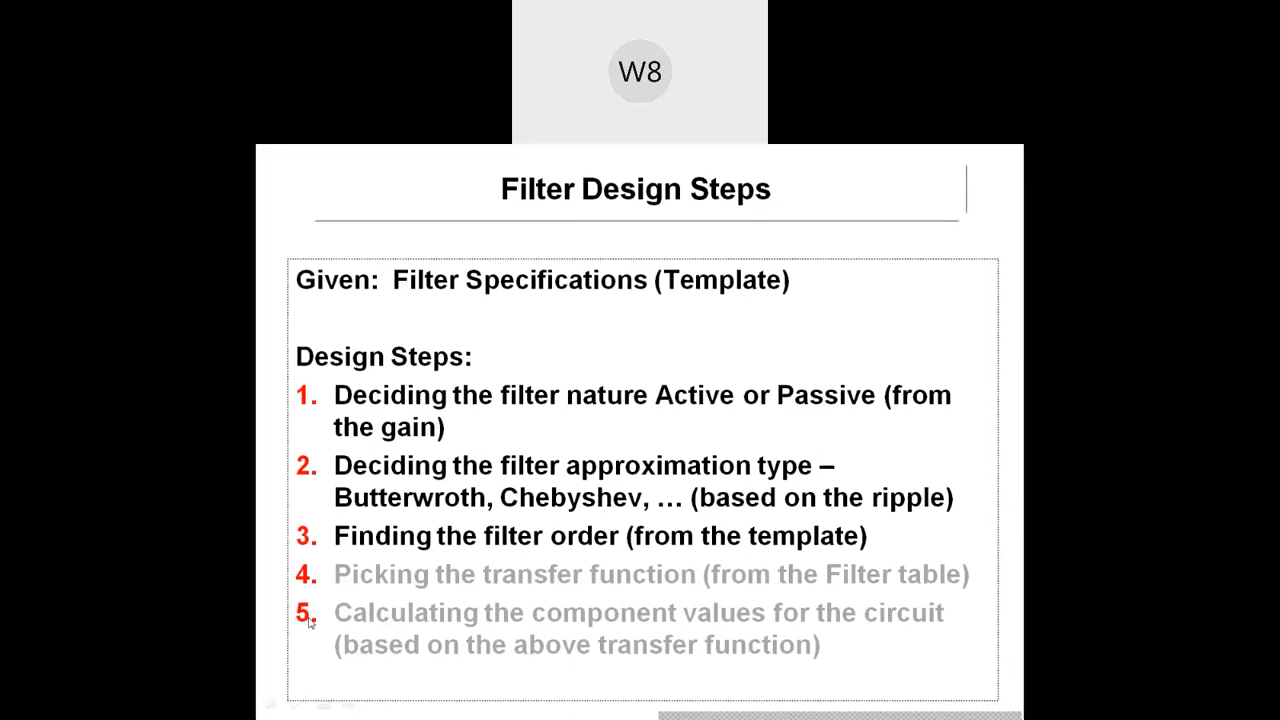 W8
Filter Design Steps
Given: Filter Specifications (Template)
Design Steps:
1. Deciding the filter nature Active or Passive (from
the gain)
2. Deciding the filter approximation type –
Butterwroth, Chebyshev, … (based on the ripple)
3. Finding the filter order (from the template)
4. Picking the transfer function (from the Filter table)
5. Calculating the component values for the circuit
(based on the above transfer function)